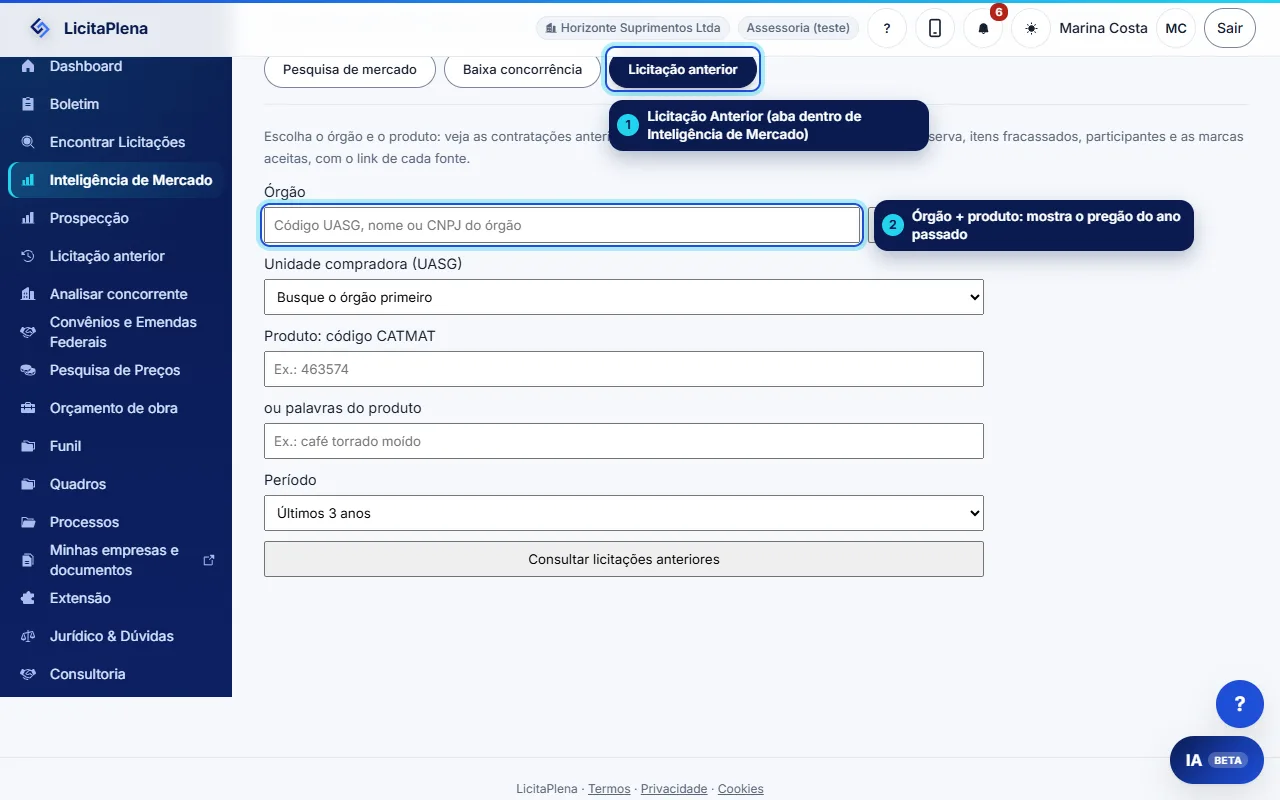 LicitaPlena
Horizonte Suprimentos Ltda
Assessoria (teste)
?
6
Marina Costa
MC
Sair
Dashboard
Boletim
Encontrar Licitações
Inteligência de Mercado
Prospecção
Licitação anterior
Analisar concorrente
Convênios e Emendas
Federais
Pesquisa de Preços
Orçamento de obra
Funil
Quadros
Processos
Minhas empresas e
documentos
Extensão
Jurídico & Dúvidas
Consultoria
Pesquisa de mercado
Baixa concorrência
Licitação anterior
1
Licitação Anterior (aba dentro de
Inteligência de Mercado)
Escolha o órgão e o produto: veja as contratações anteri
serva, itens fracassados, participantes e as marcas
aceitas, com o link de cada fonte.
Órgão
Código UASG, nome ou CNPJ do órgão
2
Órgão + produto: mostra o pregão do ano
passado
Unidade compradora (UASG)
Busque o órgão primeiro
Produto: código CATMAT
Ex.: 463574
ou palavras do produto
Ex.: café torrado moído
Período
Últimos 3 anos
Consultar licitações anteriores
?
IA BETA
LicitaPlena · Termos · Privacidade · Cookies